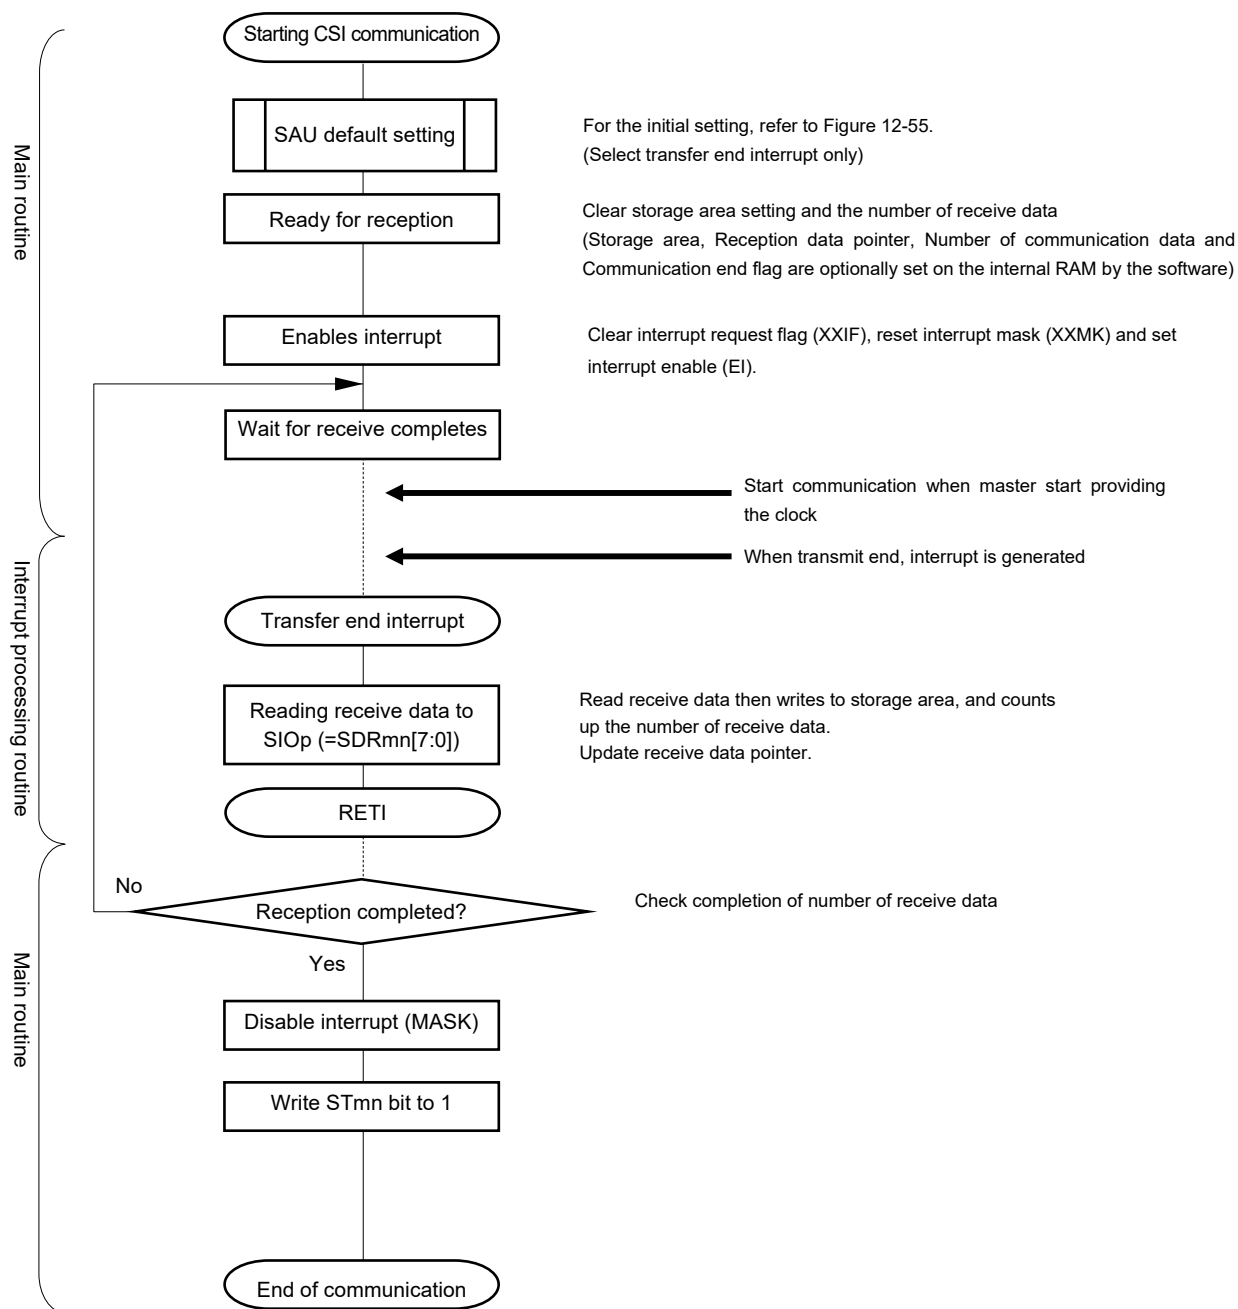 Starting CSI communication
Main routine
SAU default setting
For the initial setting, refer to Figure 12-55.
(Select transfer end interrupt only)
Ready for reception
Clear storage area setting and the number of receive data
(Storage area, Reception data pointer, Number of communication data and
Communication end flag are optionally set on the internal RAM by the software)
Enables interrupt
Clear interrupt request flag (XXIF), reset interrupt mask (XXMK) and set
interrupt enable (EI).
Wait for receive completes
Start communication when master start providing
the clock
When transmit end, interrupt is generated
Interrupt processing routine
Transfer end interrupt
Reading receive data to
SIOp (=SDRmn[7:0])
Read receive data then writes to storage area, and counts
up the number of receive data.
Update receive data pointer.
RETI
No
Reception completed?
Check completion of number of receive data
Yes
Main routine
Disable interrupt (MASK)
Write STmn bit to 1
End of communication